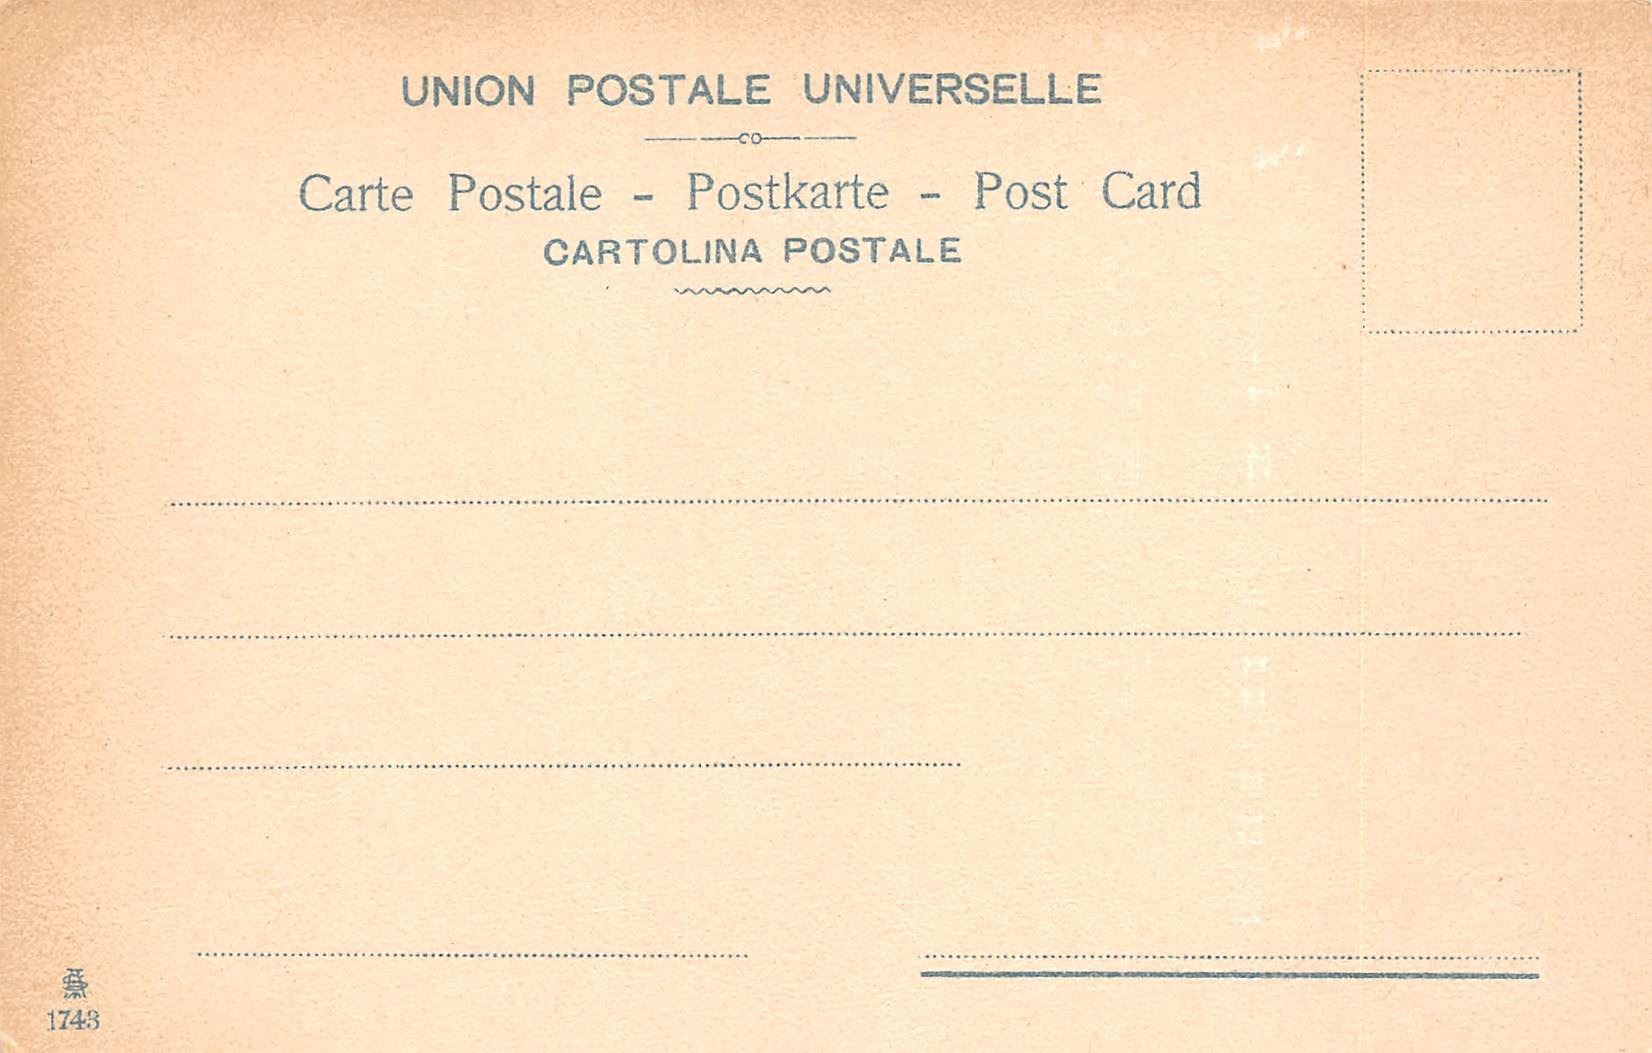 UNION POSTALE UNIVERSELLE
Carte Postale - Postkarte - Post Card
CARTOLINA POSTALE
1743